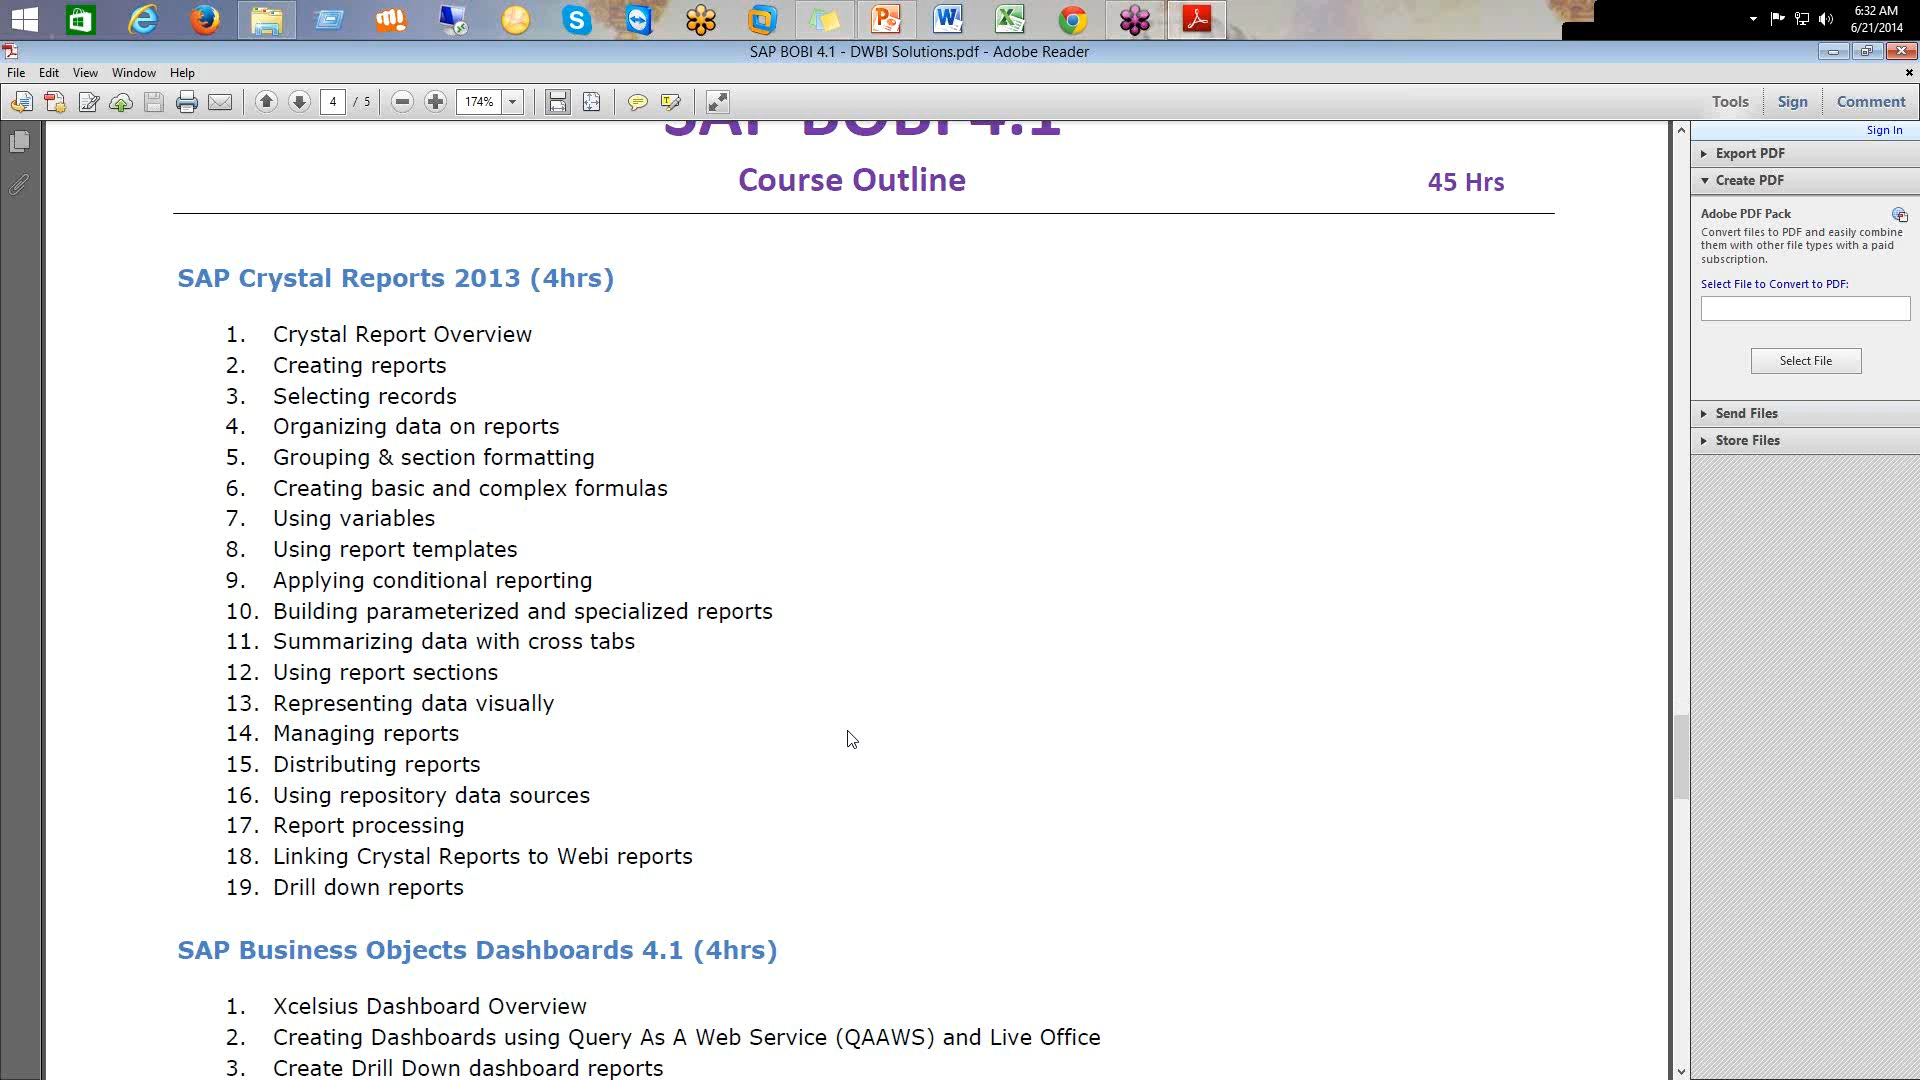 6:32 AM
6/21/2014
SAP BOBI 4.1 - DWBI Solutions.pdf - Adobe Reader
File Edit View Window Help
4 / 5 174% Tools Sign Comment
Sign In
SAP BOBI 4.1
Course Outline 45 Hrs
SAP Crystal Reports 2013 (4hrs)
1. Crystal Report Overview
2. Creating reports
3. Selecting records
4. Organizing data on reports
5. Grouping & section formatting
6. Creating basic and complex formulas
7. Using variables
8. Using report templates
9. Applying conditional reporting
10. Building parameterized and specialized reports
11. Summarizing data with cross tabs
12. Using report sections
13. Representing data visually
14. Managing reports
15. Distributing reports
16. Using repository data sources
17. Report processing
18. Linking Crystal Reports to Webi reports
19. Drill down reports
SAP Business Objects Dashboards 4.1 (4hrs)
1. Xcelsius Dashboard Overview
2. Creating Dashboards using Query As A Web Service (QAAWS) and Live Office
3. Create Drill Down dashboard reports
Export PDF
Create PDF
Adobe PDF Pack
Convert files to PDF and easily combine
them with other file types with a paid
subscription.
Select File to Convert to PDF:
Select File
Send Files
Store Files